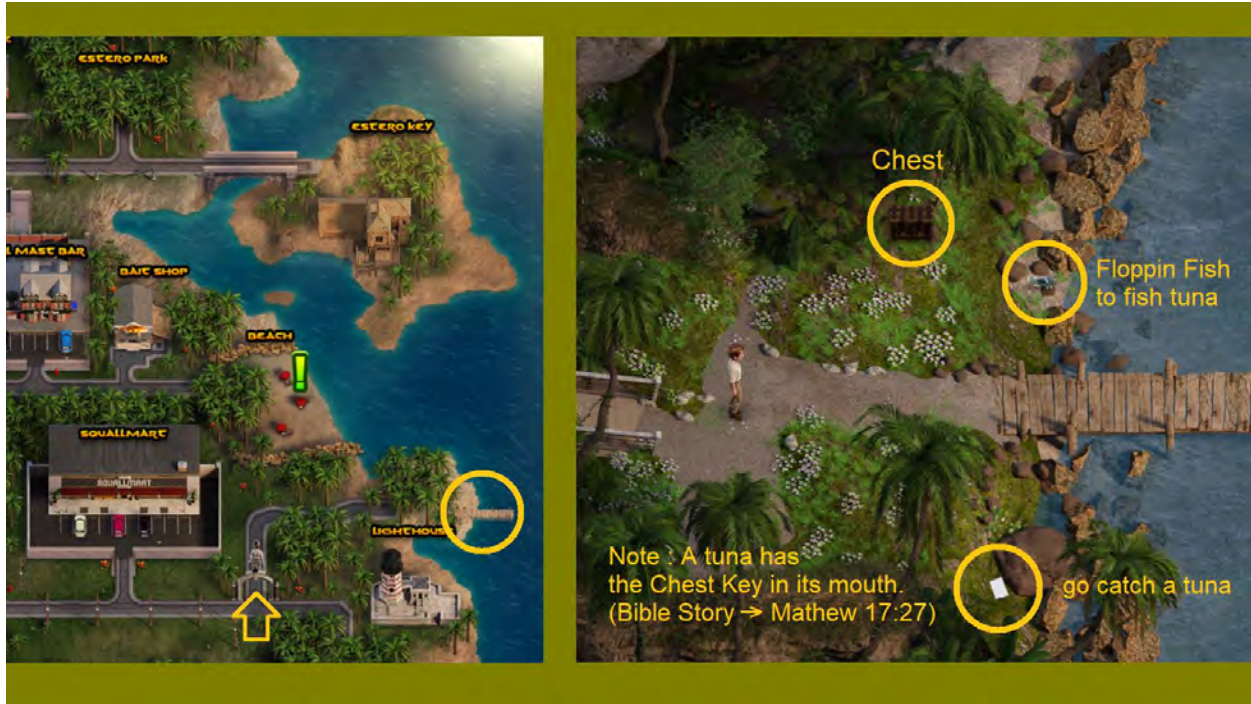 ESTERO PARK
ESTERO KEY
L MAST BAR
BAIT SHOP
BEACH
SQUALLMART
SQUALLMART
LIGHTHOUSE
Chest
Floppin Fish
to fish tuna
Note : A tuna has
the Chest Key in its mouth.
(Bible Story → Mathew 17:27)
go catch a tuna